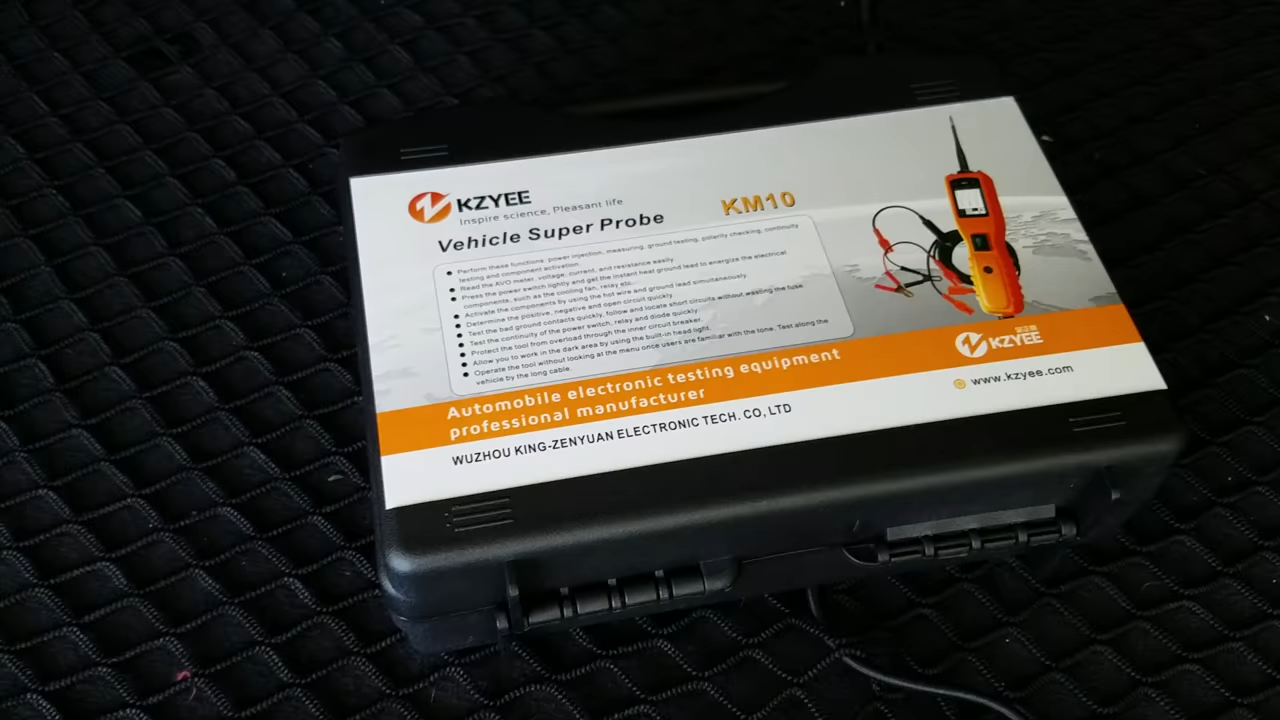 KZYEE
Inspire science, Pleasant life
Vehicle Super Probe
KM10
Perform these functions: power injection, measuring, ground testing, polarity checking, continuity
testing and component activation.
Read the AVO meter, voltage, current, and resistance easily.
Press the power switch lightly and get the instant heat ground lead to energize the electrical
components, such as the cooling fan, relay etc.
Activate the components by using the hot wire and ground lead simultaneously.
Determine the positive, negative and open circuit quickly.
Test the bad ground contacts quickly, follow and locate short circuits without wasting the fuse
Test the continuity of the power switch, relay and diode quickly.
Protect the tool from overload through the inner circuit breaker.
Allow you to work in the dark area by using the built-in head light.
Operate the tool without looking at the menu once users are familiar with the tone. Test along the
vehicle by the long cable.
Automobile electronic testing equipment
professional manufacturer
KZYEE
WUZHOU KING-ZENYUAN ELECTRONIC TECH. CO, LTD
www.kzyee.com